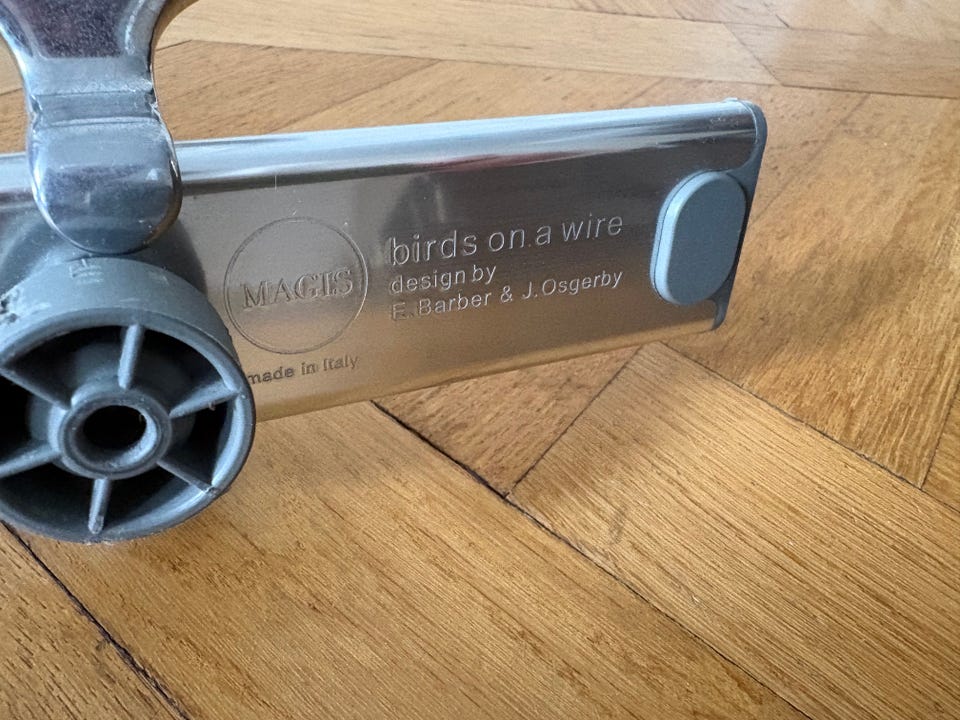 MAGIS
made in Italy
birds on a wire
design by
E.Barber & J.Osgerby